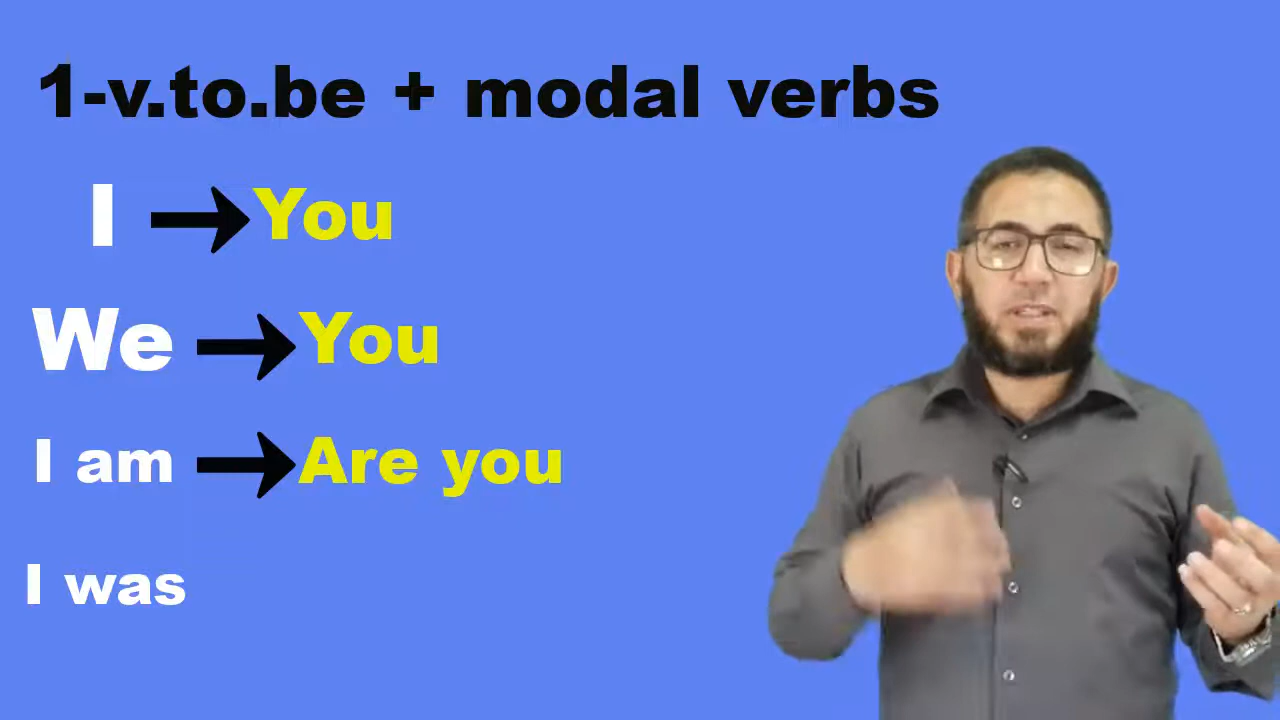 1-v.to.be + modal verbs
I → You
We → You
I am → Are you
I was